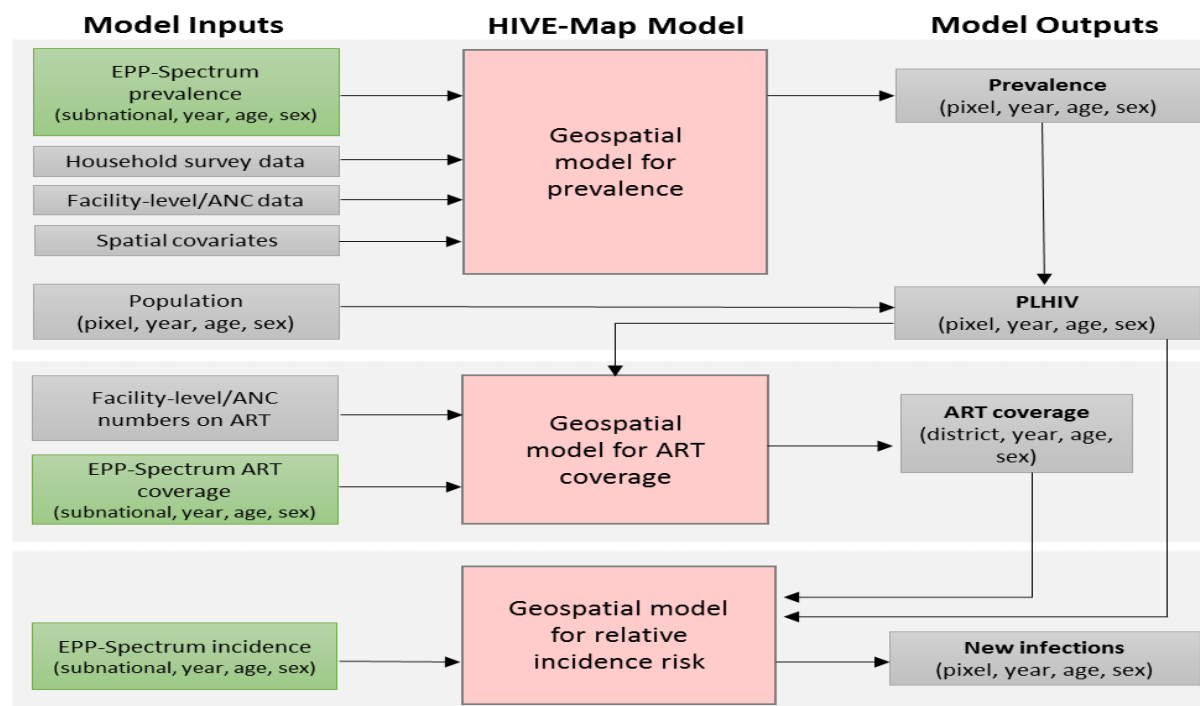 Model Inputs
HIVE-Map Model
Model Outputs
EPP-Spectrum
prevalence
(subnational, year, age, sex)
Household survey data
Facility-level/ANC data
Spatial covariates
Geospatial
model for
prevalence
Prevalence
(pixel, year, age, sex)
Population
(pixel, year, age, sex)
PLHIV
(pixel, year, age, sex)
Facility-level/ANC
numbers on ART
EPP-Spectrum ART
coverage
(subnational, year, age, sex)
Geospatial
model for ART
coverage
ART coverage
(district, year, age,
sex)
EPP-Spectrum incidence
(subnational, year, age, sex)
Geospatial model
for relative
incidence risk
New infections
(pixel, year, age, sex)